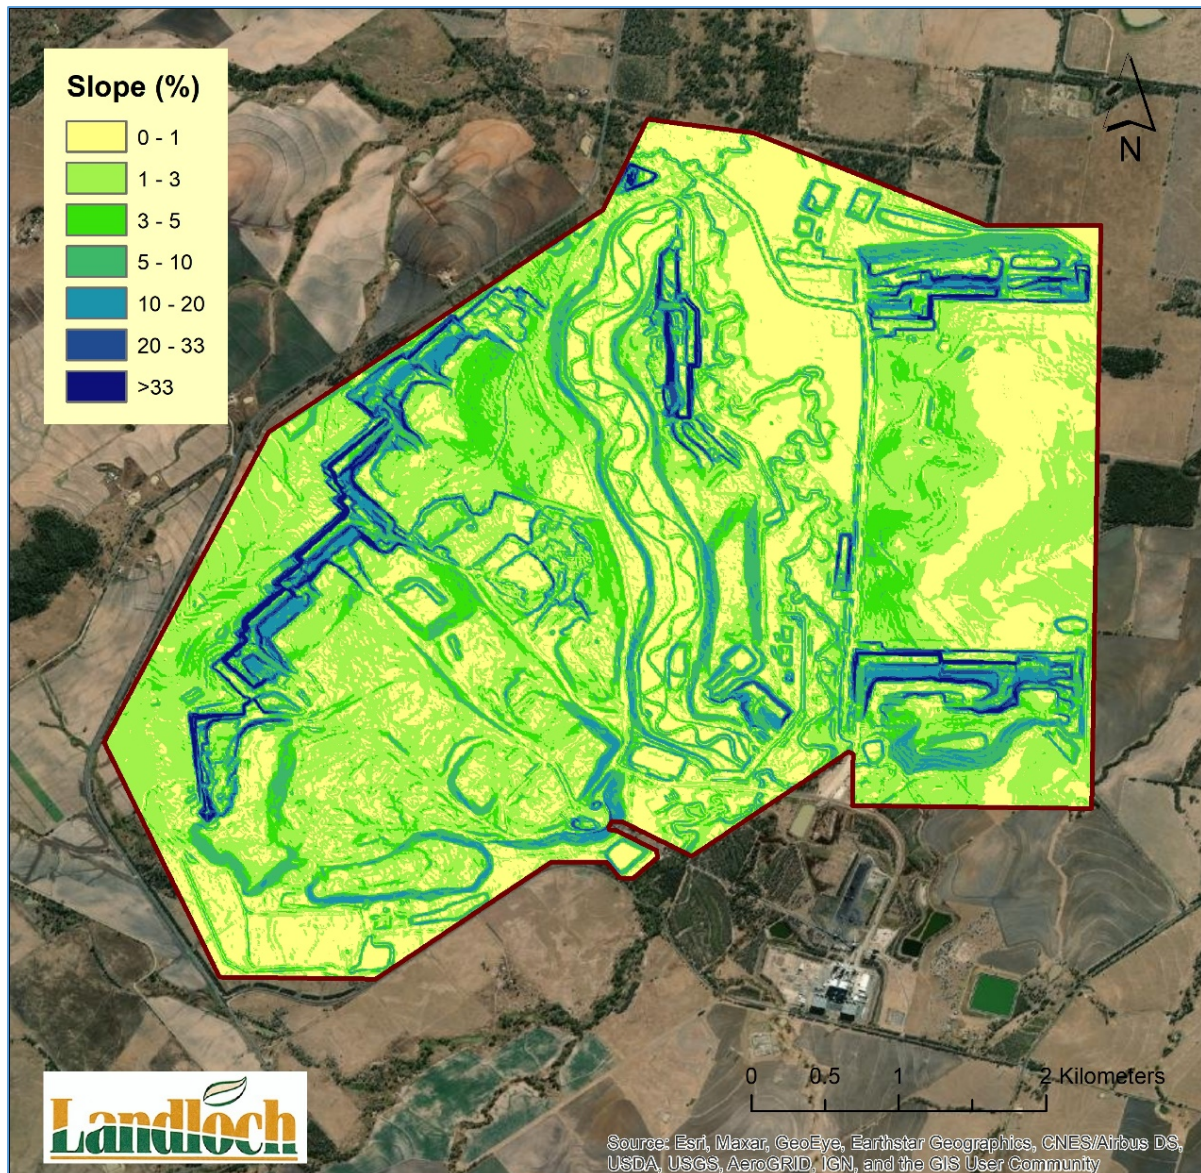 Slope (%)
0 - 1
1 - 3
3 - 5
5 - 10
10 - 20
20 - 33
>33
N
0 0.5 1 2 Kilometers
Landloch
Source: Esri, Maxar, GeoEye, Earthstar Geographics, CNES/Airbus DS,
USDA, USGS, AeroGRID, IGN, and the GIS User Community